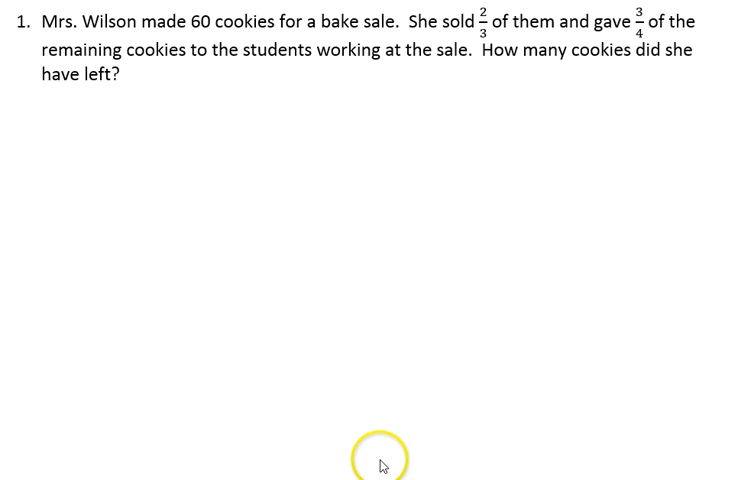 1. Mrs. Wilson made 60 cookies for a bake sale. She sold 2/3 of them and gave 3/4 of the
remaining cookies to the students working at the sale. How many cookies did she
have left?